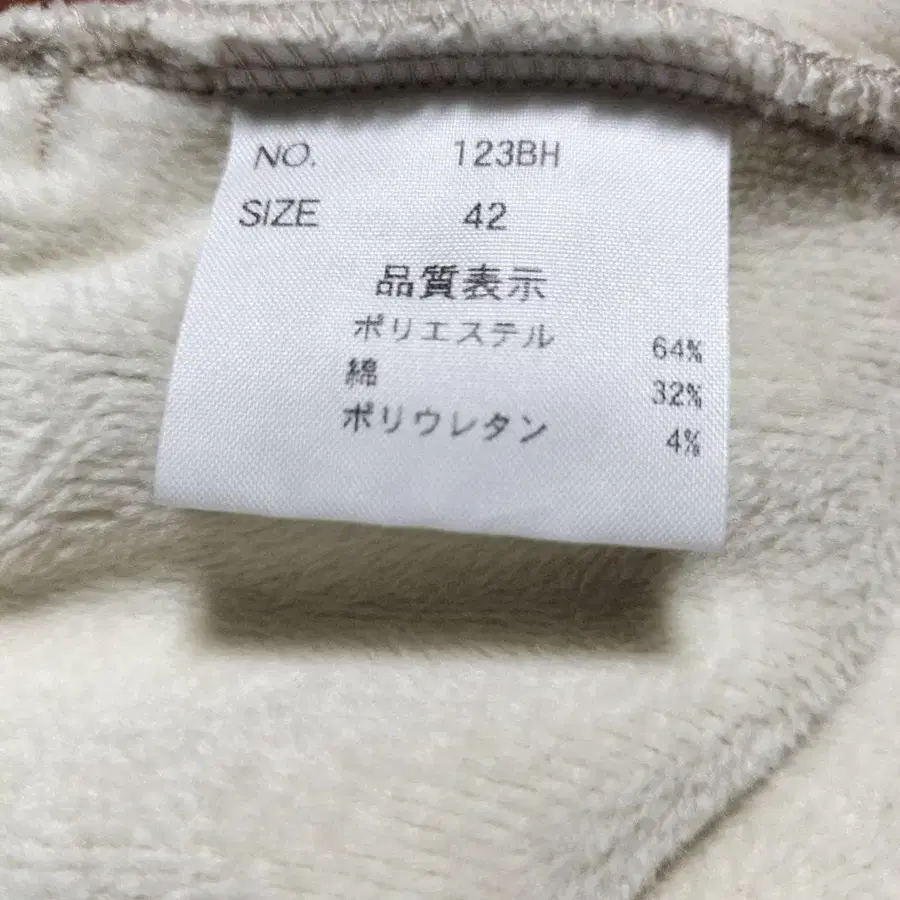 NO. 123BH
SIZE 42
品質表示
ポリエステル 64%
綿 32%
ポリウレタン 4%